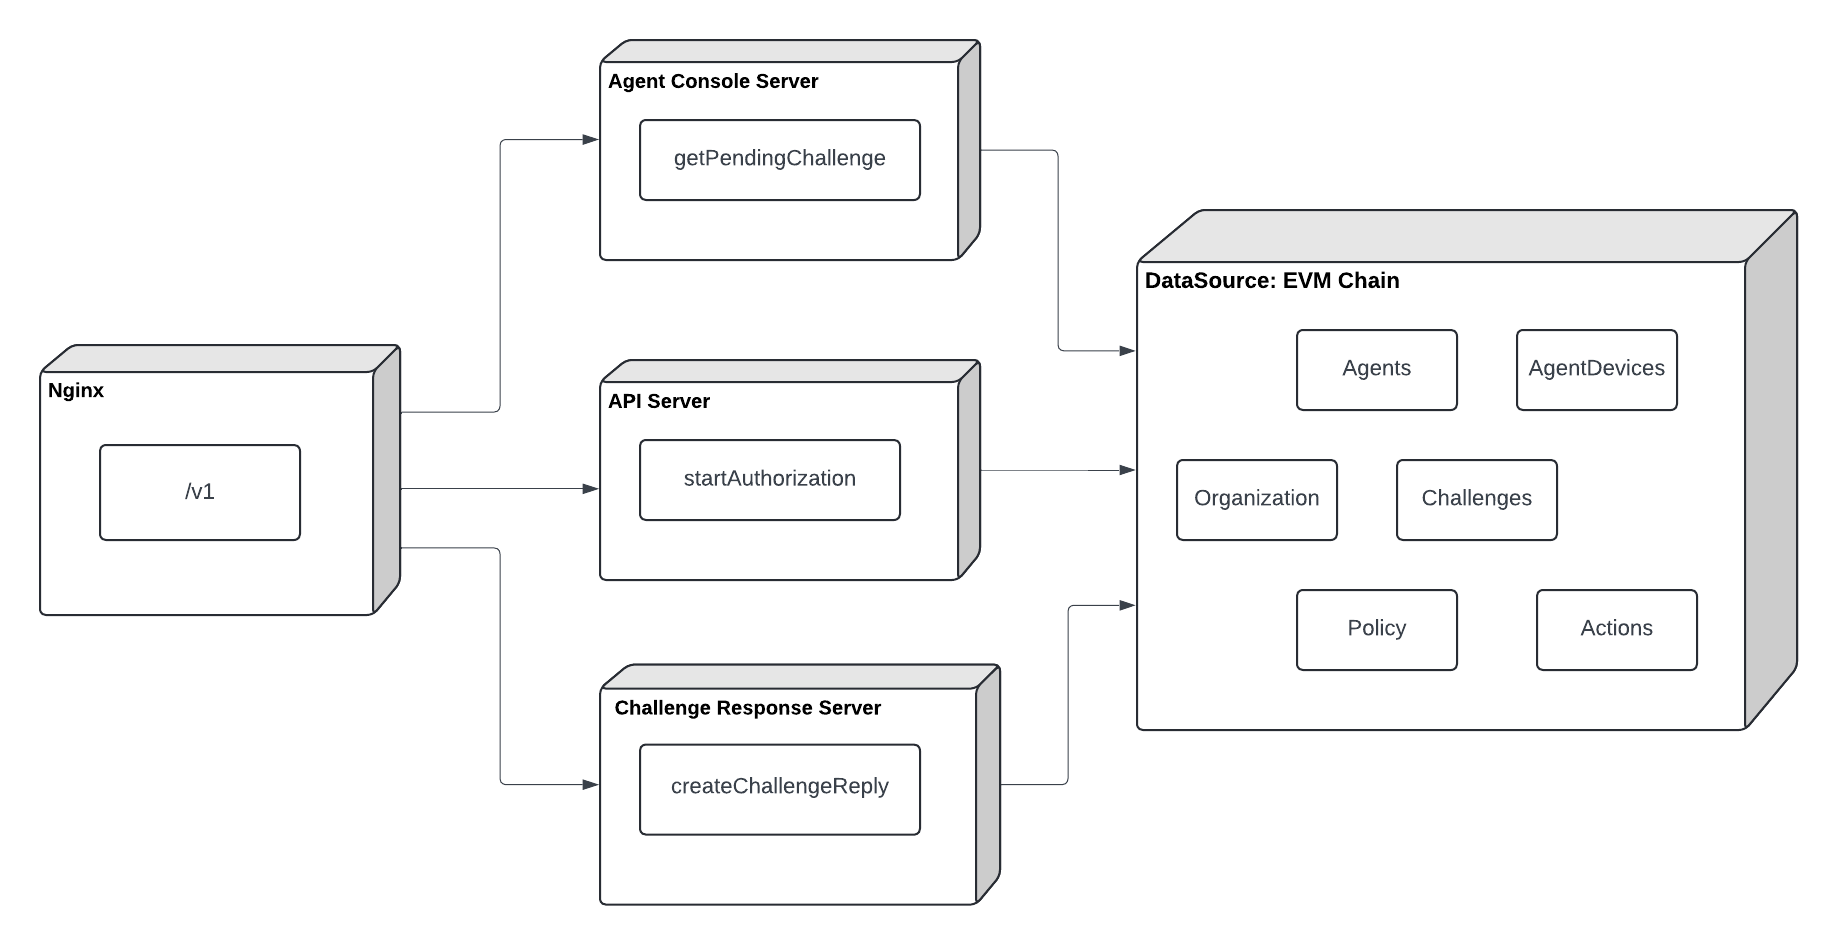 Nginx
/v1
Agent Console Server
getPendingChallenge
API Server
startAuthorization
Challenge Response Server
createChallengeReply
DataSource: EVM Chain
Agents
AgentDevices
Organization
Challenges
Policy
Actions